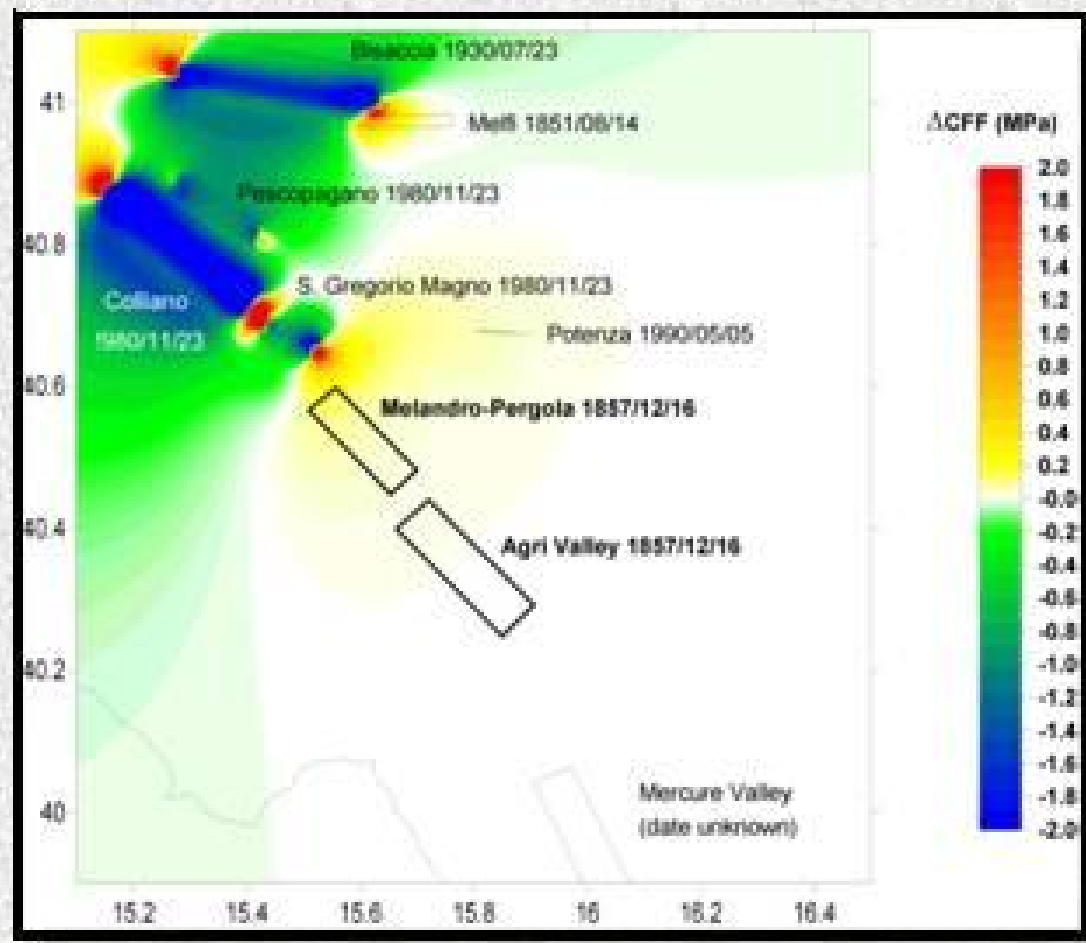 Bisaccia 1930/07/23
41
Melfi 1851/08/14
ΔCFF (MPa)
2.0
1.8
1.6
1.4
1.2
1.0
0.8
0.6
0.4
0.2
-0.0
-0.2
-0.4
-0.6
-0.8
-1.0
-1.2
-1.4
-1.6
-1.8
-2.0
Pescopagano 1980/11/23
40.8
S. Gregorio Magno 1980/11/23
Colliano
1980/11/23
Potenza 1990/05/05
40.6
Melandro-Pergola 1857/12/16
40.4
Agri Valley 1857/12/16
40.2
40
Mercure Valley
(date unknown)
15.2 15.4 15.6 15.8 16 16.2 16.4